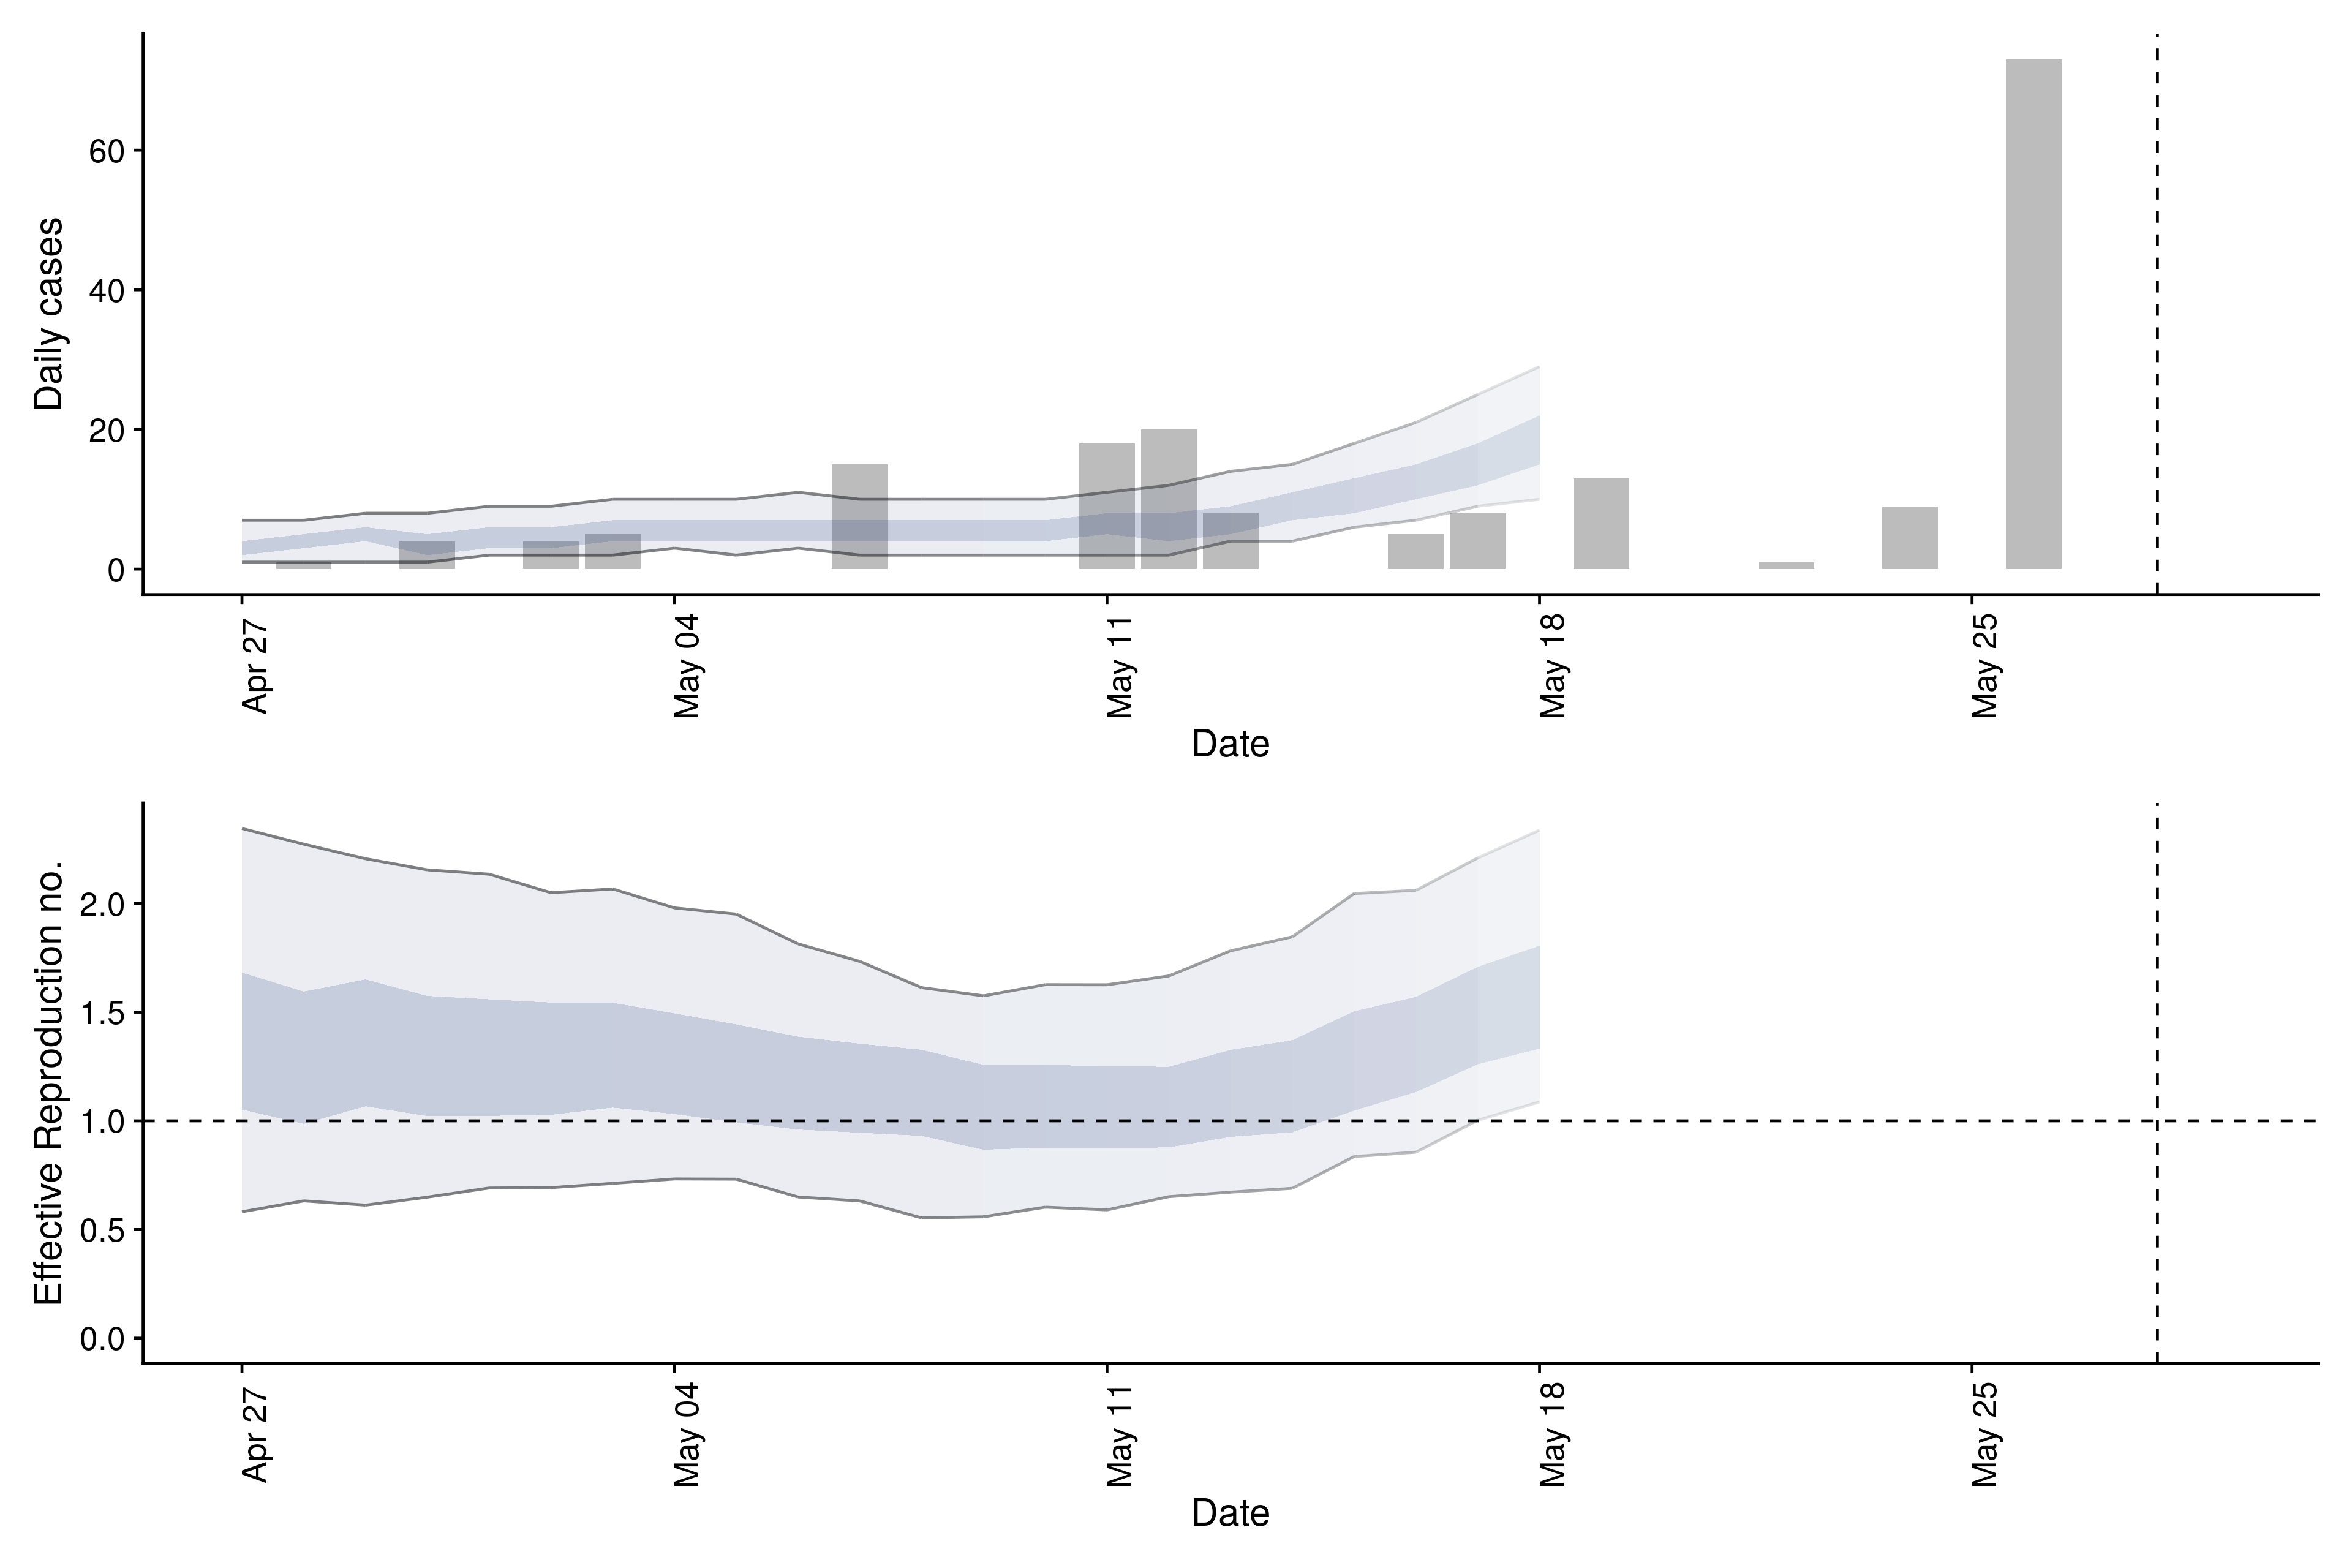 Daily cases
60
40
20
0
Apr 27
May 04
May 11
May 18
May 25
Date
Effective Reproduction no.
2.0
1.5
1.0
0.5
0.0
Apr 27
May 04
May 11
May 18
May 25
Date